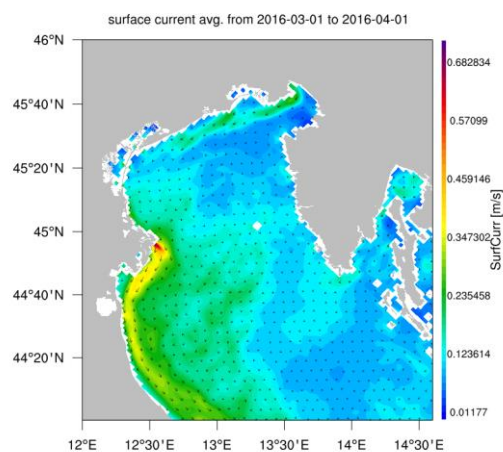 surface current avg. from 2016-03-01 to 2016-04-01
46°N
45°40'N
45°20'N
45°N
44°40'N
44°20'N
12°E
12°30'E
13°E
13°30'E
14°E
14°30'E
0.682834
0.57099
0.459146
0.347302
0.235458
0.123614
0.01177
SurfCurr [m/s]